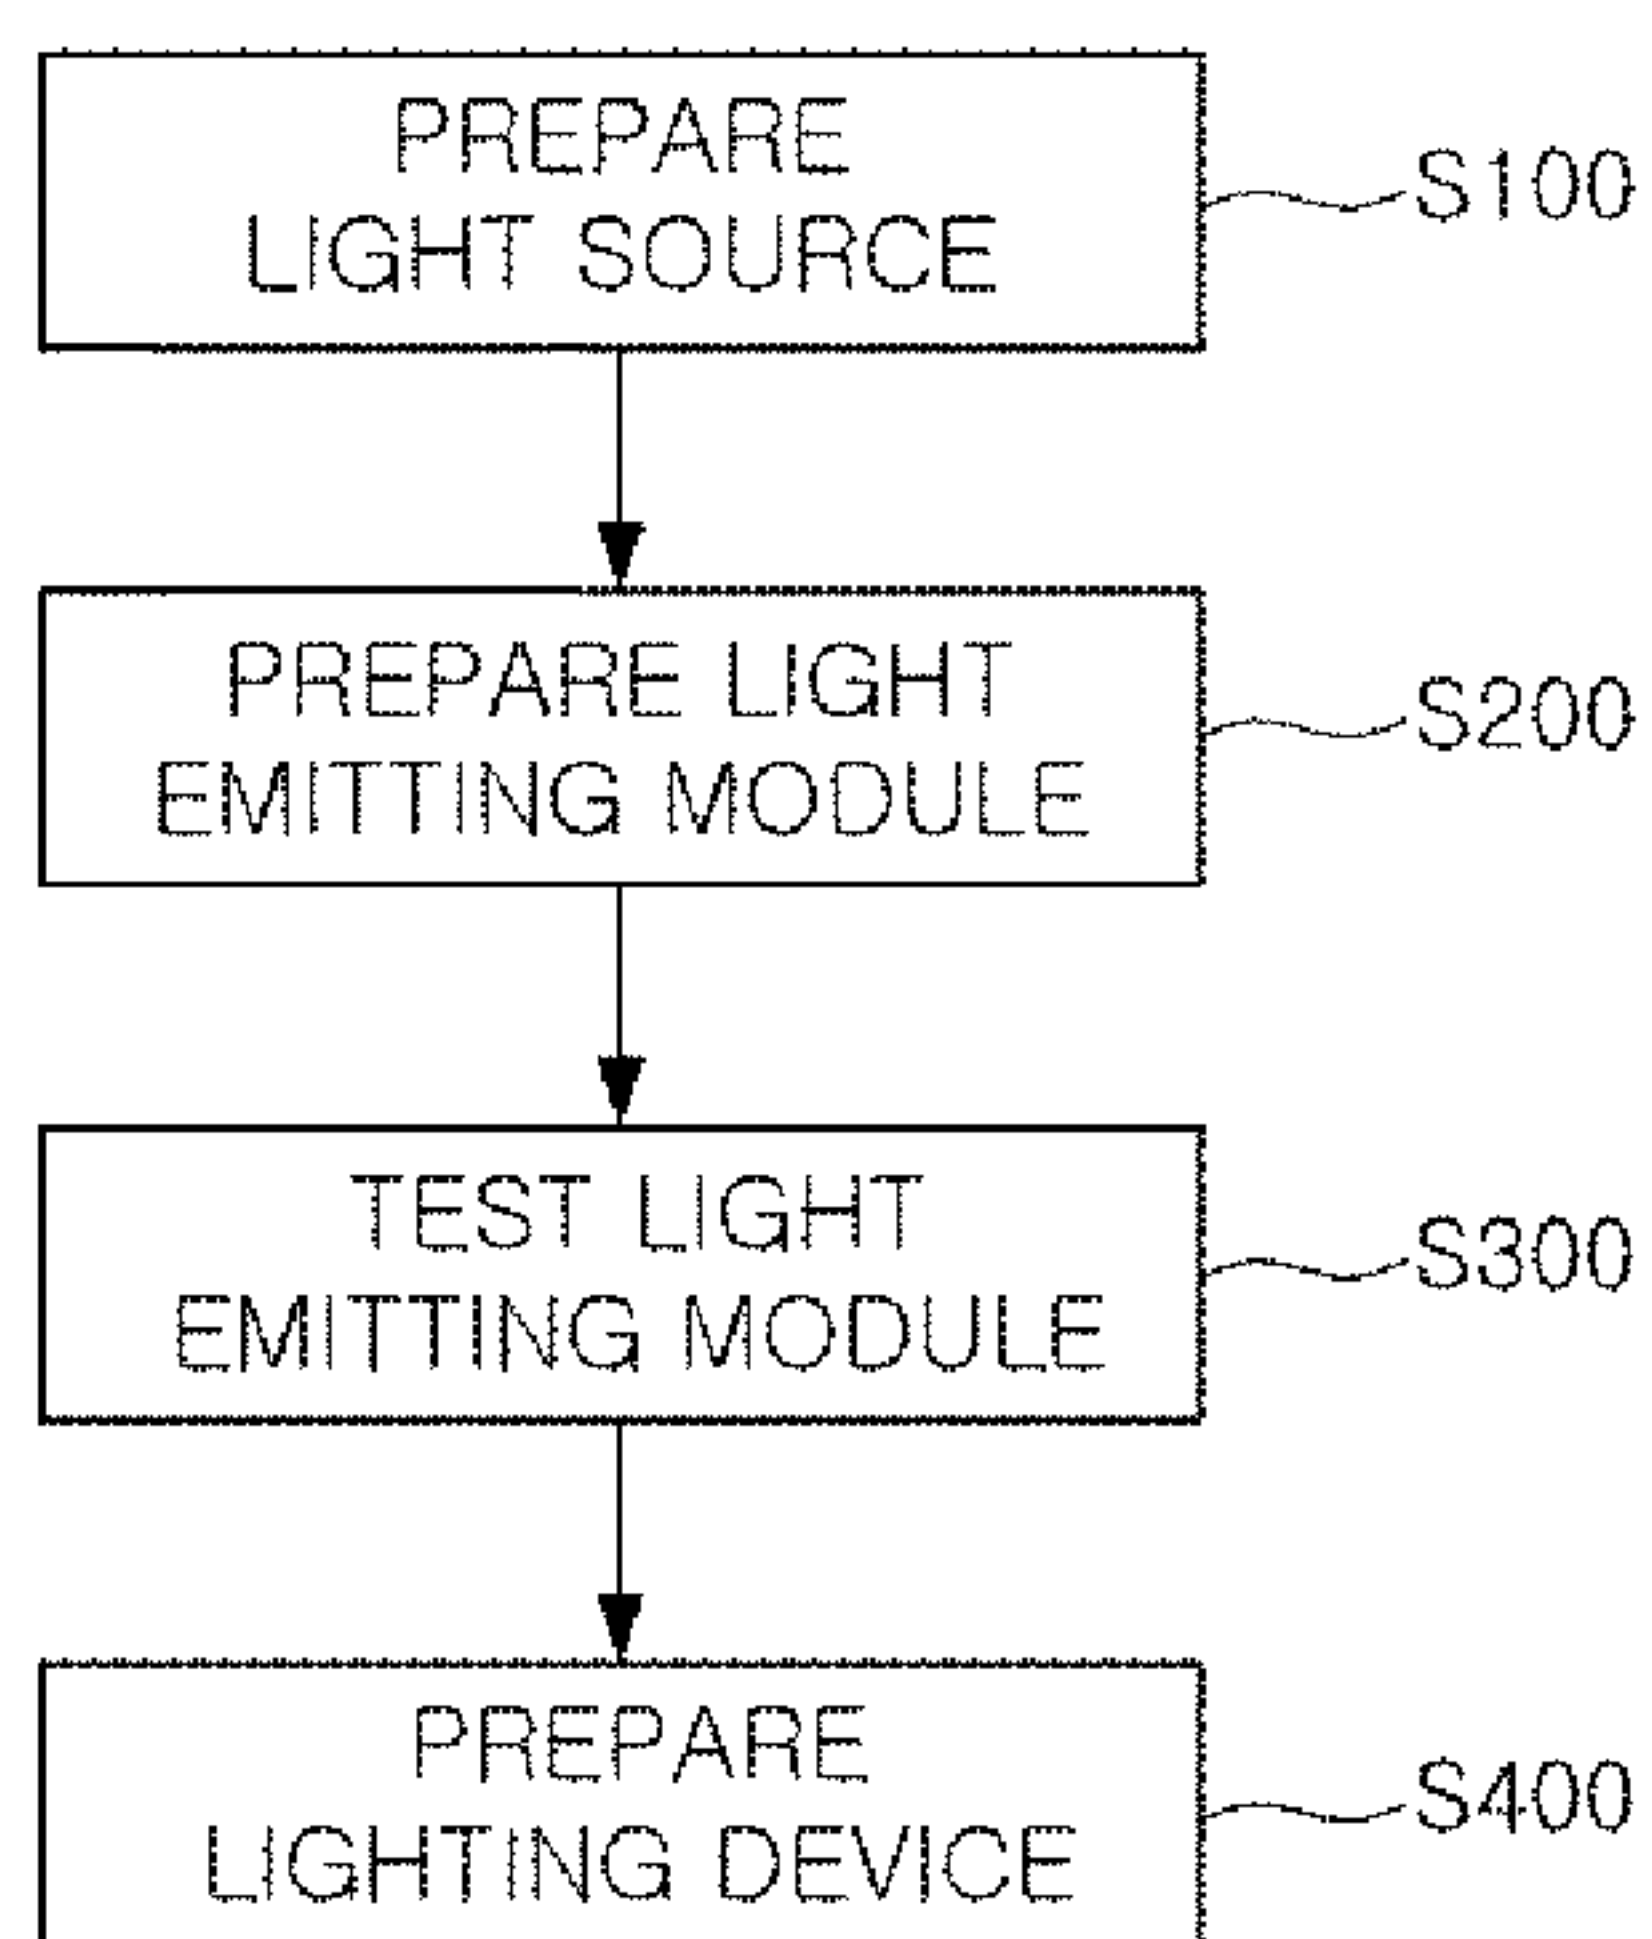 PREPARE
LIGHT SOURCE
S100
PREPARE LIGHT
EMITTING MODULE
S200
TEST LIGHT
EMITTING MODULE
S300
PREPARE
LIGHTING DEVICE
S400